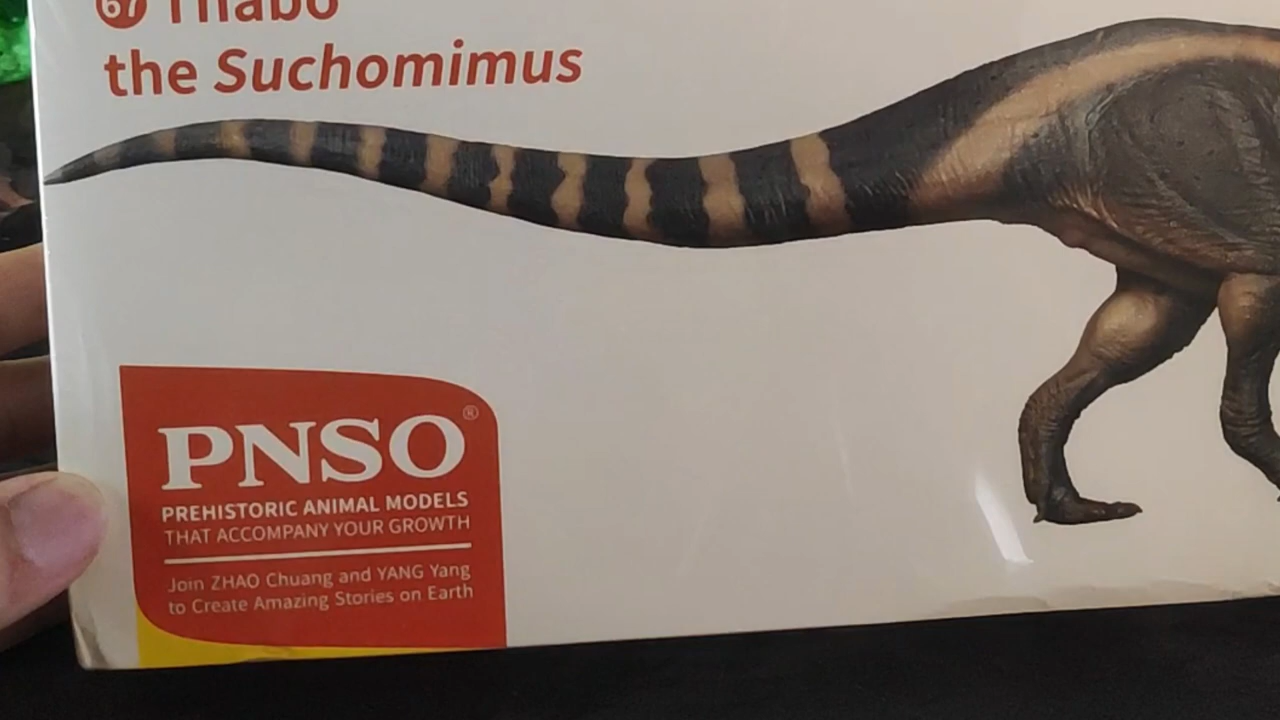 67 Thabo
the Suchomimus
PNSO®
PREHISTORIC ANIMAL MODELS
THAT ACCOMPANY YOUR GROWTH
Join ZHAO Chuang and YANG Yang
to Create Amazing Stories on Earth